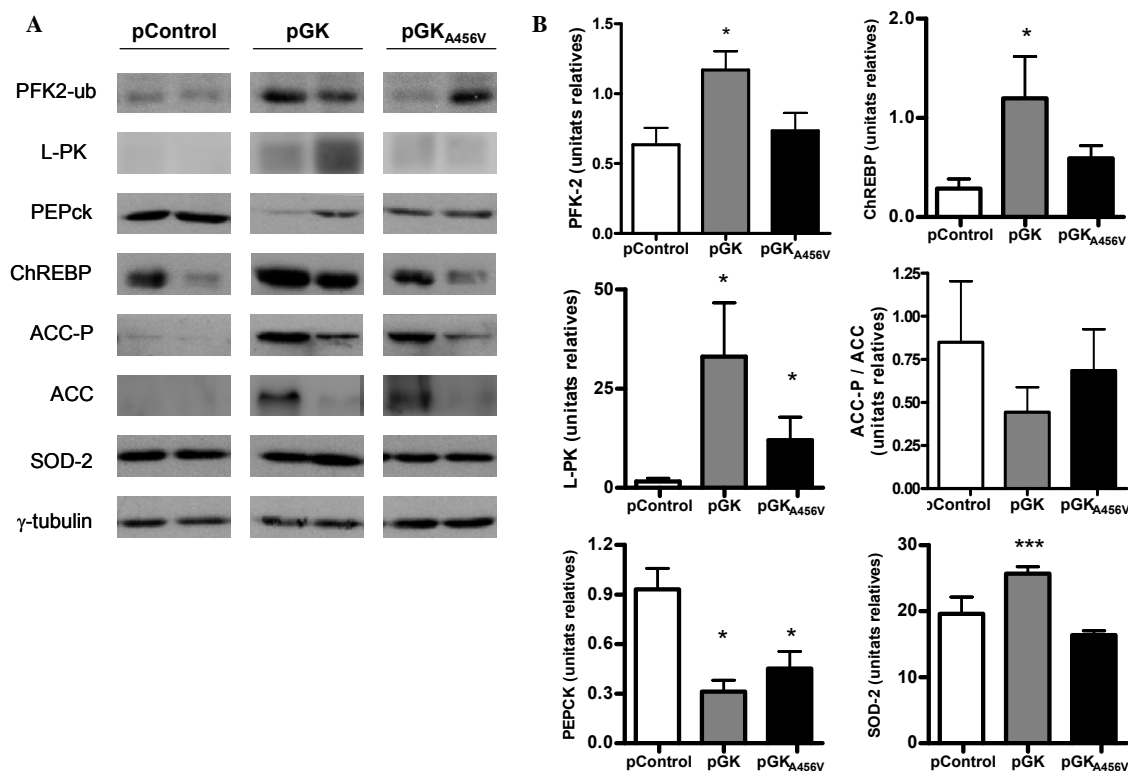 A
pControl
pGK
pGKA456V
PFK2-ub
L-PK
PEPck
ChREBP
ACC-P
ACC
SOD-2
γ-tubulin
B
PFK-2 (unitats relatives)
1.5
1.0
0.5
0.0
*
pControl
pGK
pGKA456V
ChREBP (unitats relatives)
2.0
1.0
0.0
*
pControl
pGK
pGKA456V
L-PK (unitats relatives)
50
25
0
*
*
pControl
pGK
pGKA456V
ACC-P / ACC
(unitats relatives)
1.25
1.00
0.75
0.50
0.25
0.00
pControl
pGK
pGKA456V
PEPCK (unitats relatives)
1.2
0.9
0.6
0.3
0.0
*
*
pControl
pGK
pGKA456V
SOD-2 (unitats relatives)
30
20
10
0
***
pControl
pGK
pGKA456V